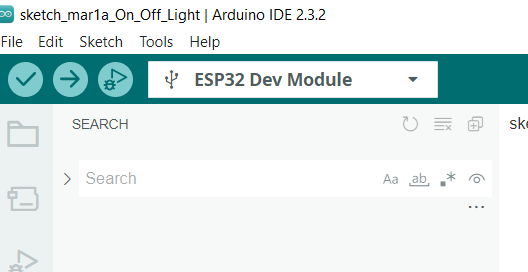 sketch_mar1a_On_Off_Light | Arduino IDE 2.3.2
File Edit Sketch Tools Help
ESP32 Dev Module
SEARCH
ske
Search Aa ab .*
...